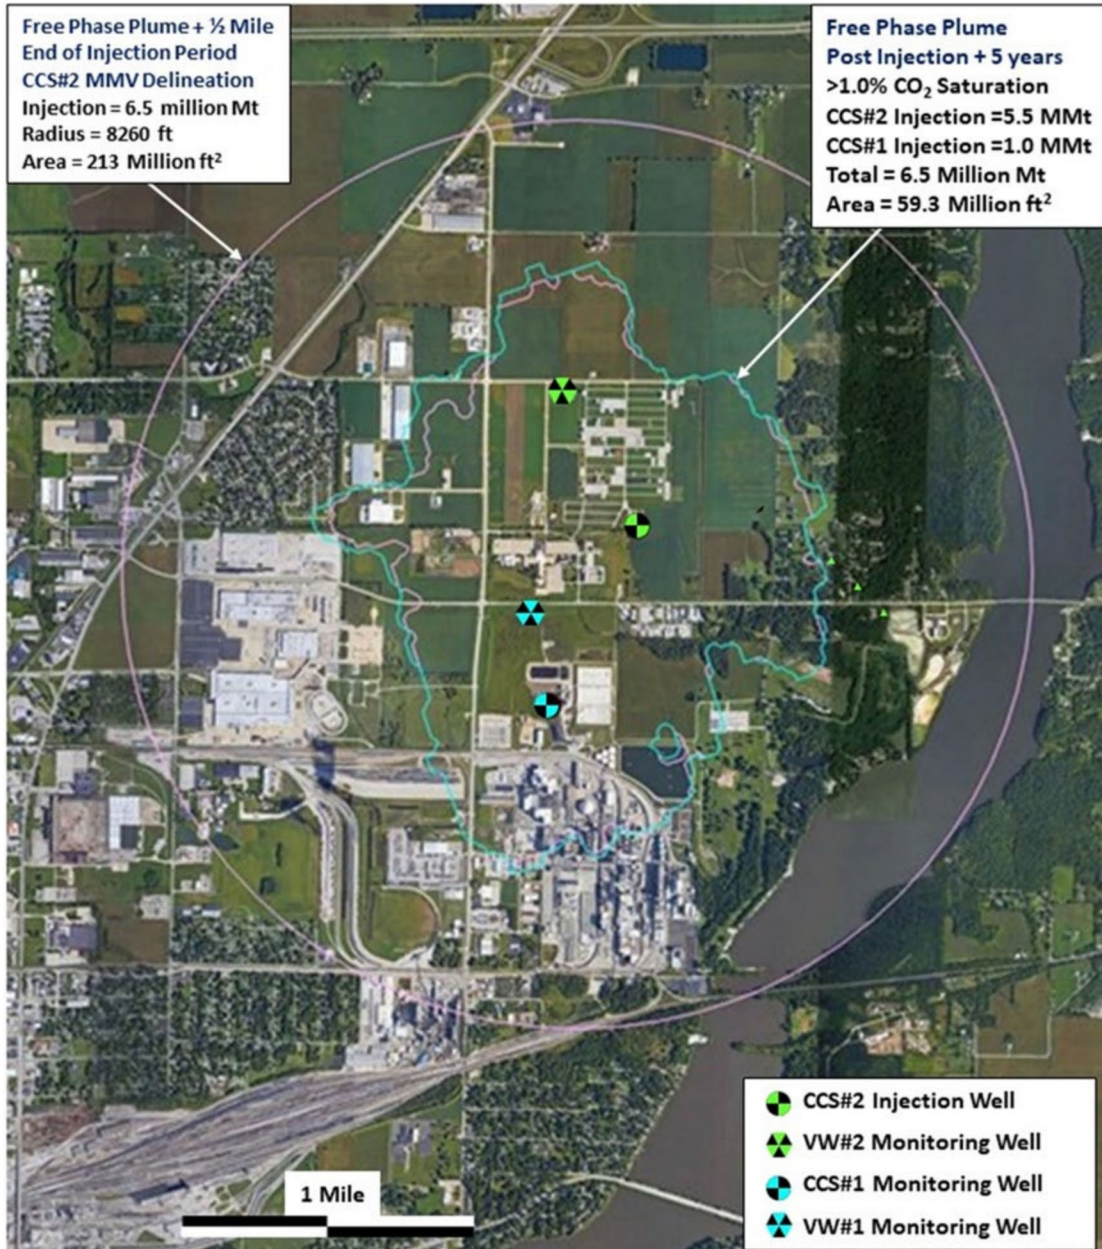 Free Phase Plume + ½ Mile
End of Injection Period
CCS#2 MMV Delineation
Injection = 6.5 million Mt
Radius = 8260 ft
Area = 213 Million ft²
Free Phase Plume
Post Injection + 5 years
>1.0% CO₂ Saturation
CCS#2 Injection =5.5 MMt
CCS#1 Injection =1.0 MMt
Total = 6.5 Million Mt
Area = 59.3 Million ft²
1 Mile
CCS#2 Injection Well
VW#2 Monitoring Well
CCS#1 Monitoring Well
VW#1 Monitoring Well